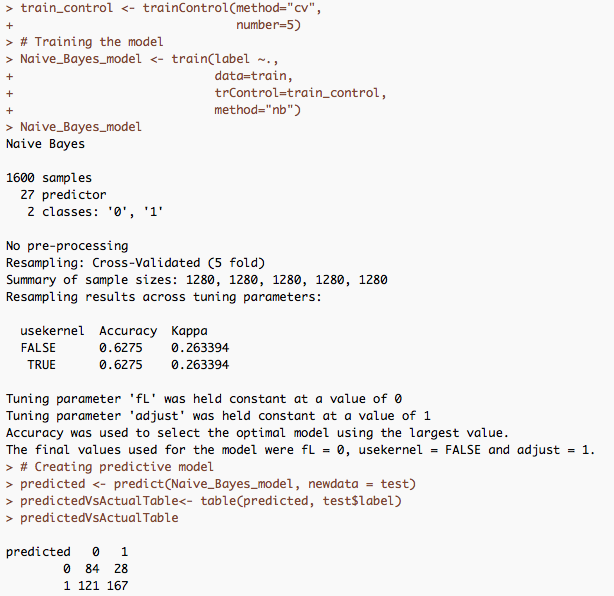 > train_control <- trainControl(method="cv",
+                               number=5)
> # Training the model
> Naive_Bayes_model <- train(label ~.,
+                            data=train,
+                            trControl=train_control,
+                            method="nb")
> Naive_Bayes_model
Naive Bayes

1600 samples
  27 predictor
   2 classes: '0', '1'

No pre-processing
Resampling: Cross-Validated (5 fold)
Summary of sample sizes: 1280, 1280, 1280, 1280, 1280
Resampling results across tuning parameters:

  usekernel  Accuracy  Kappa
  FALSE      0.6275    0.263394
   TRUE      0.6275    0.263394

Tuning parameter 'fL' was held constant at a value of 0
Tuning parameter 'adjust' was held constant at a value of 1
Accuracy was used to select the optimal model using the largest value.
The final values used for the model were fL = 0, usekernel = FALSE and adjust = 1.
> # Creating predictive model
> predicted <- predict(Naive_Bayes_model, newdata = test)
> predictedVsActualTable<- table(predicted, test$label)
> predictedVsActualTable

predicted   0   1
        0  84  28
        1 121 167